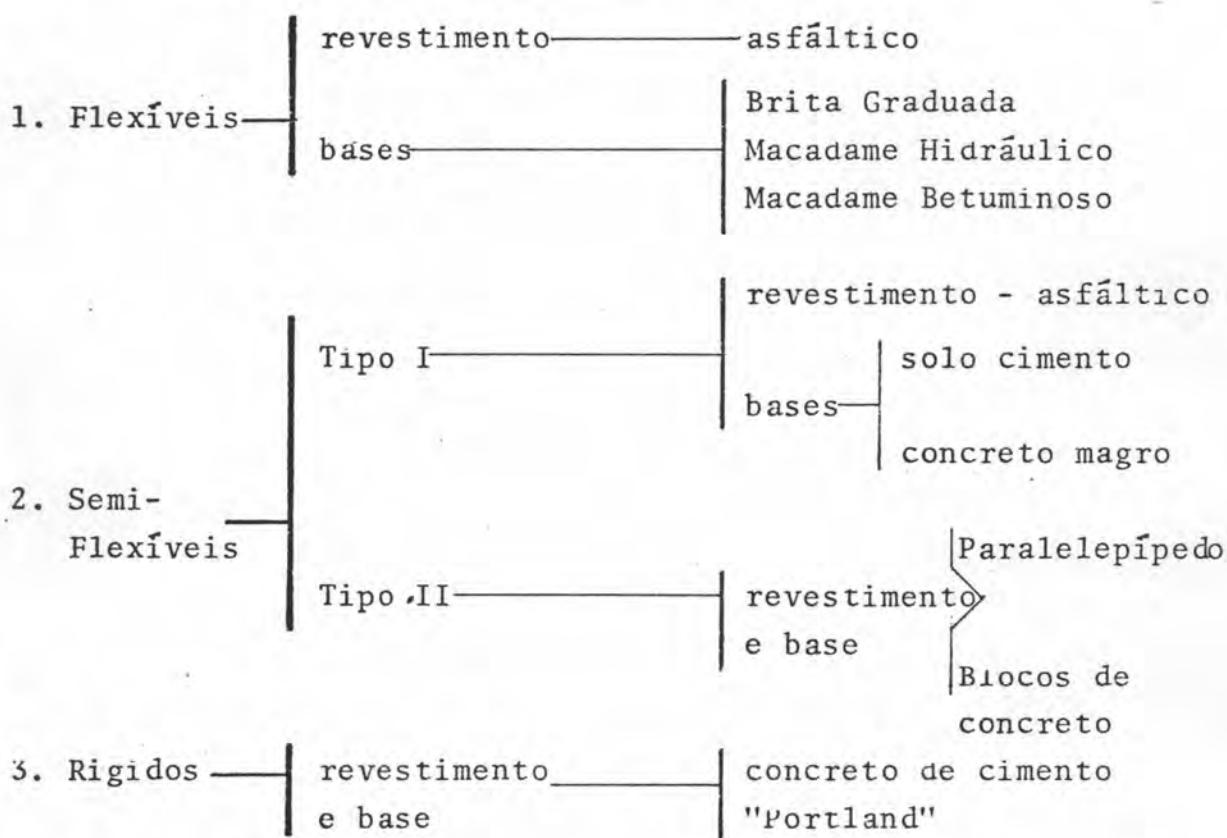 revestimento asfáltico
1. Flexíveis
Brita Graduada
bases Macadame Hidráulico
Macadame Betuminoso
revestimento - asfáltico
Tipo I solo cimento
bases
concreto magro
2. Semi-
Flexíveis
Paralelepípedo
Tipo II revestimento
e base
Blocos de
concreto
3. Rigidos revestimento concreto de cimento
e base "Portland"